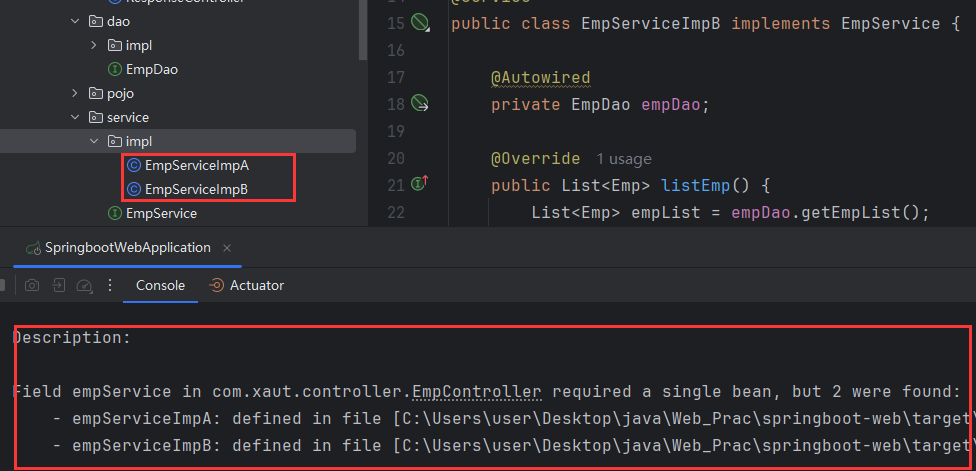 ResponseController
dao
impl
EmpDao
pojo
service
impl
EmpServiceImpA
EmpServiceImpB
EmpService
@Service
15 public class EmpServiceImpB implements EmpService {
16
17 @Autowired
18 private EmpDao empDao;
19
20 @Override 1 usage
21 public List<Emp> listEmp() {
22 List<Emp> empList = empDao.getEmpList();
SpringbootWebApplication ×
Console Actuator
Description:
Field empService in com.xaut.controller.EmpController required a single bean, but 2 were found:
- empServiceImpA: defined in file [C:\Users\user\Desktop\java\Web_Prac\springboot-web\target\
- empServiceImpB: defined in file [C:\Users\user\Desktop\java\Web_Prac\springboot-web\target\